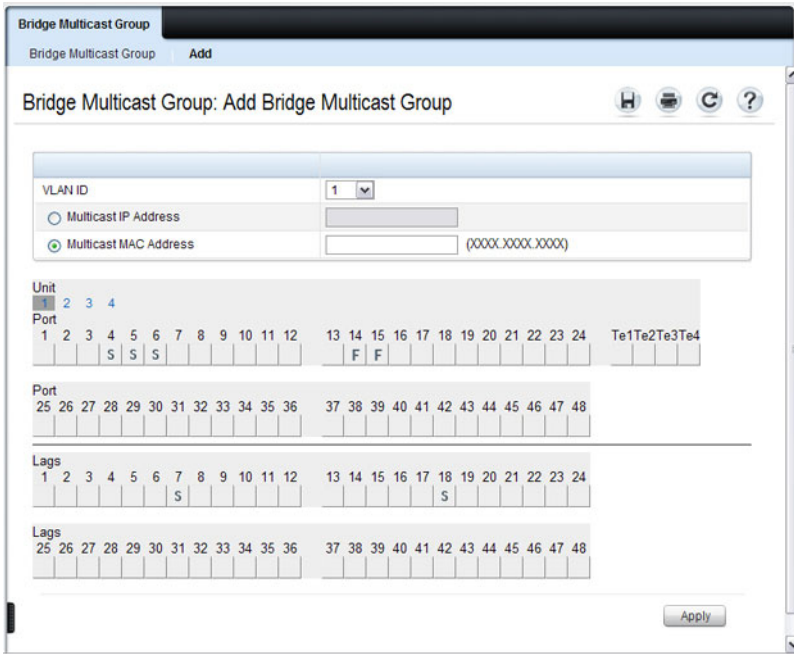 Bridge Multicast Group
Bridge Multicast Group Add
Bridge Multicast Group: Add Bridge Multicast Group
VLAN ID 1
Multicast IP Address
Multicast MAC Address (XXXX.XXXX.XXXX)
Unit
1 2 3 4
Port
1 2 3 4 5 6 7 8 9 10 11 12 13 14 15 16 17 18 19 20 21 22 23 24 Te1Te2Te3Te4
S S S F F
Port
25 26 27 28 29 30 31 32 33 34 35 36 37 38 39 40 41 42 43 44 45 46 47 48
Lags
1 2 3 4 5 6 7 8 9 10 11 12 13 14 15 16 17 18 19 20 21 22 23 24
S S
Lags
25 26 27 28 29 30 31 32 33 34 35 36 37 38 39 40 41 42 43 44 45 46 47 48
Apply